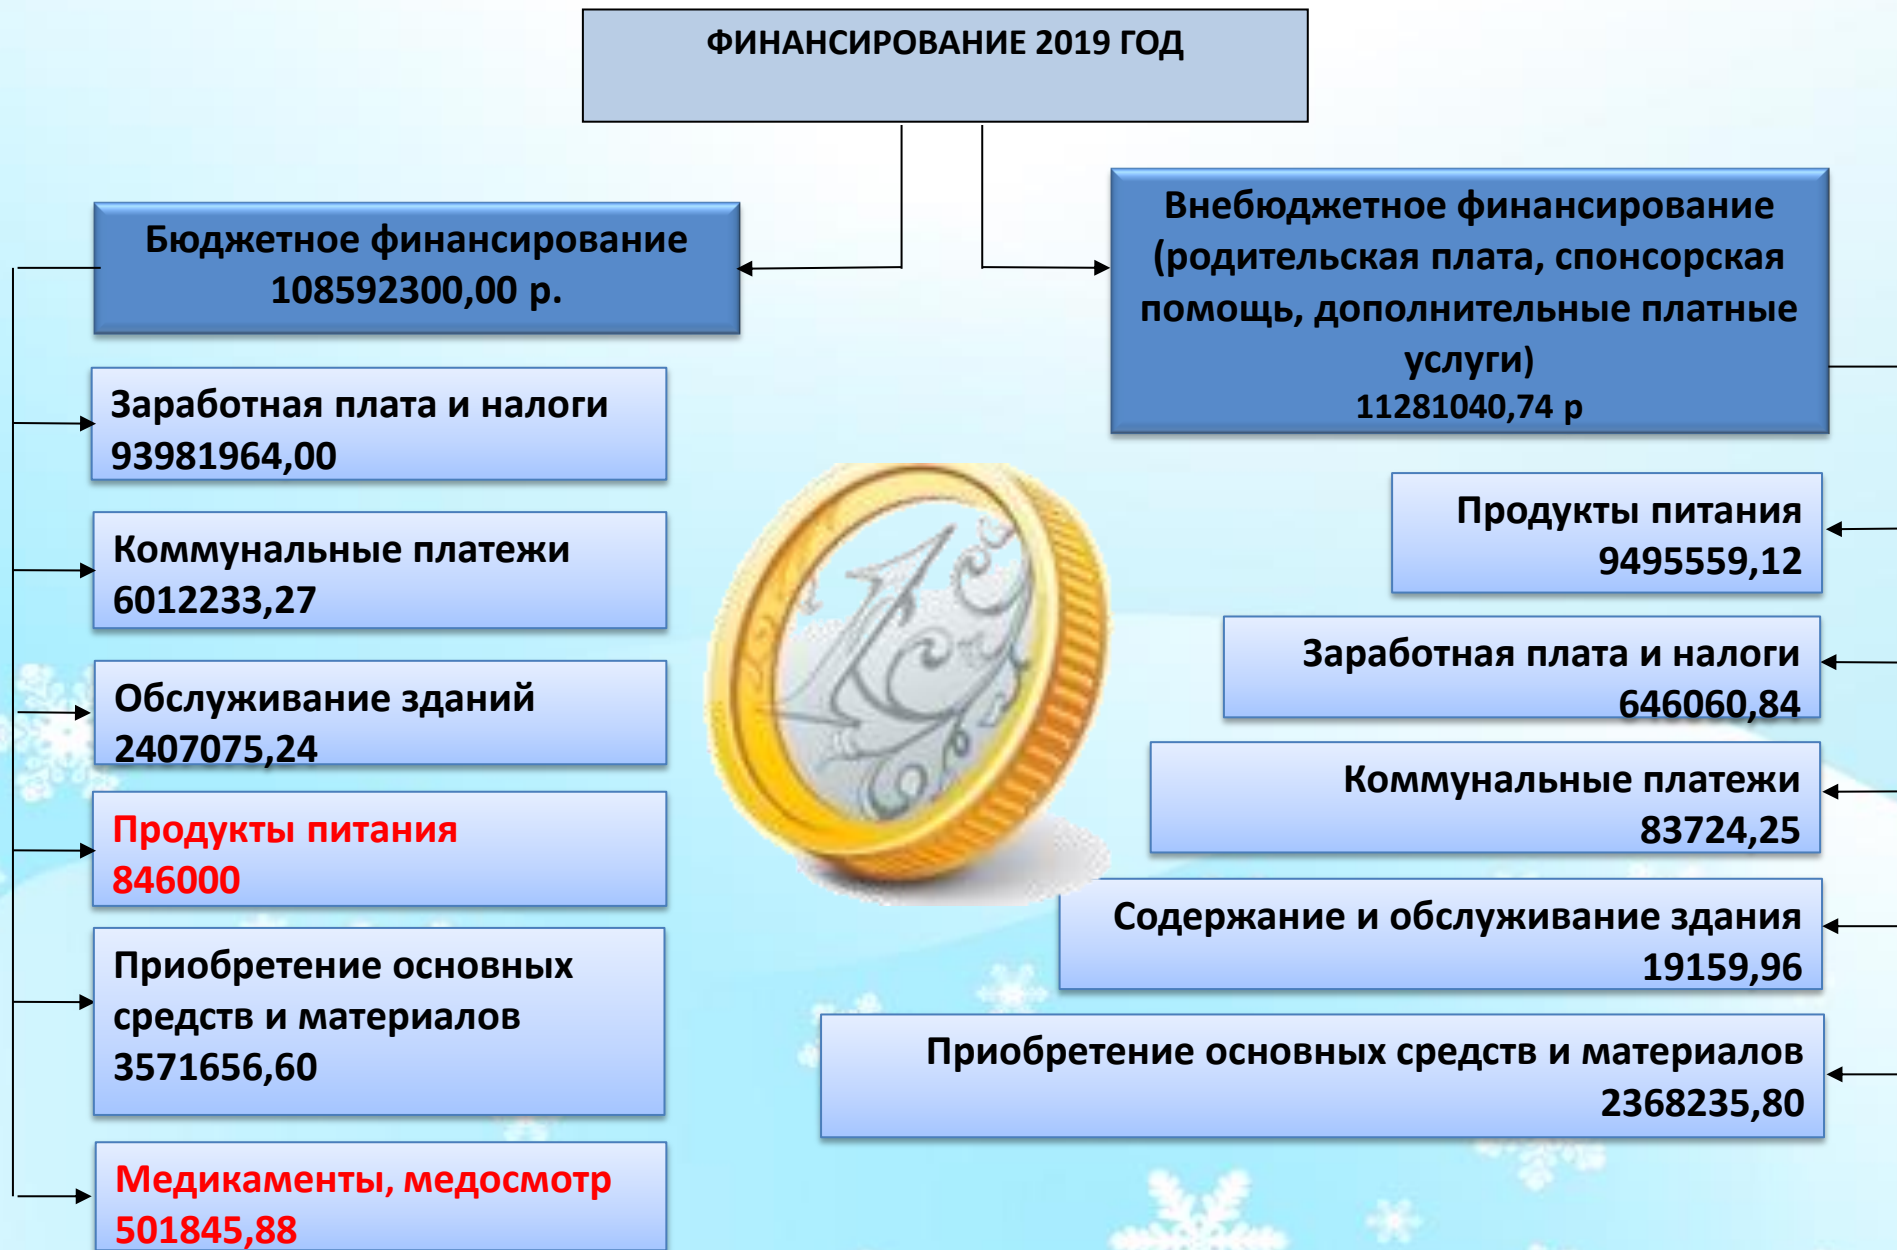 ФИНАНСИРОВАНИЕ 2019 ГОД
Бюджетное финансирование
108592300,00 р.
Заработная плата и налоги
93981964,00
Коммунальные платежи
6012233,27
Обслуживание зданий
2407075,24
Продукты питания
846000
Приобретение основных
средств и материалов
3571656,60
Медикаменты, медосмотр
501845,88
Внебюджетное финансирование
(родительская плата, спонсорская
помощь, дополнительные платные
услуги)
11281040,74 р
Продукты питания
9495559,12
Заработная плата и налоги
646060,84
Коммунальные платежи
83724,25
Содержание и обслуживание здания
19159,96
Приобретение основных средств и материалов
2368235,80